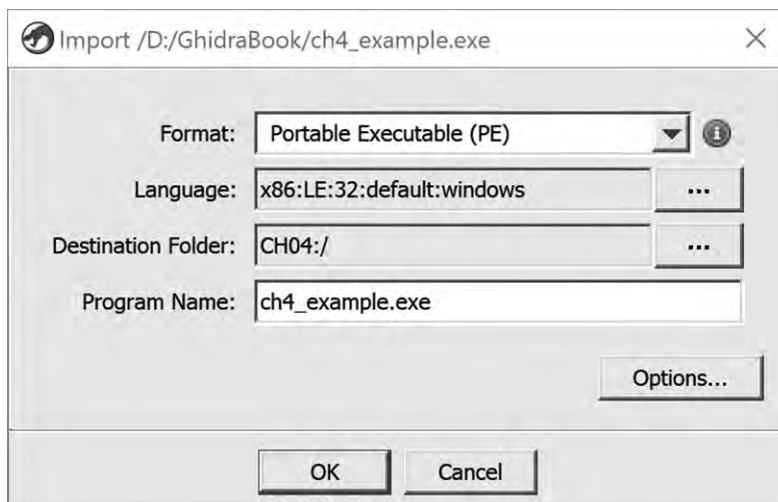 Import /D:/GhidraBook/ch4_example.exe
Format: Portable Executable (PE)
Language: x86:LE:32:default:windows ...
Destination Folder: CH04:/ ...
Program Name: ch4_example.exe
Options...
OK Cancel